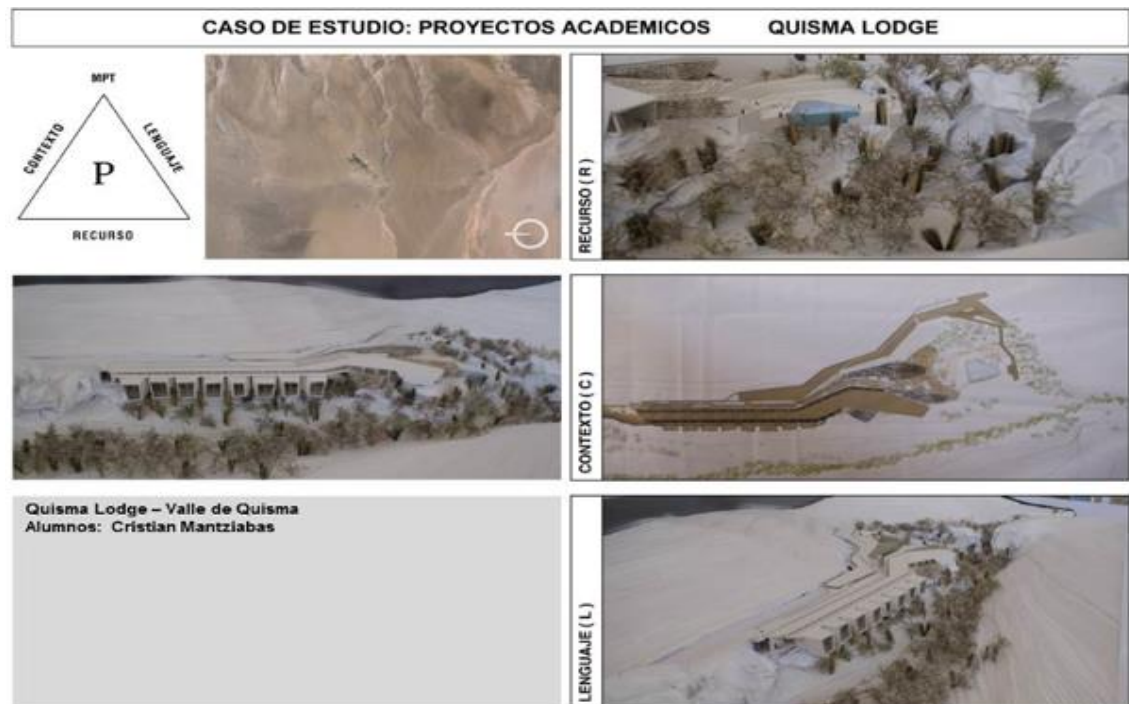 CASO DE ESTUDIO: PROYECTOS ACADEMICOS QUISMA LODGE
MPT
CONTEXTO
LENGUAJE
P
RECURSO
RECURSO ( R )
CONTEXTO ( C )
Quisma Lodge – Valle de Quisma
Alumnos: Cristian Mantziabas
LENGUAJE ( L )